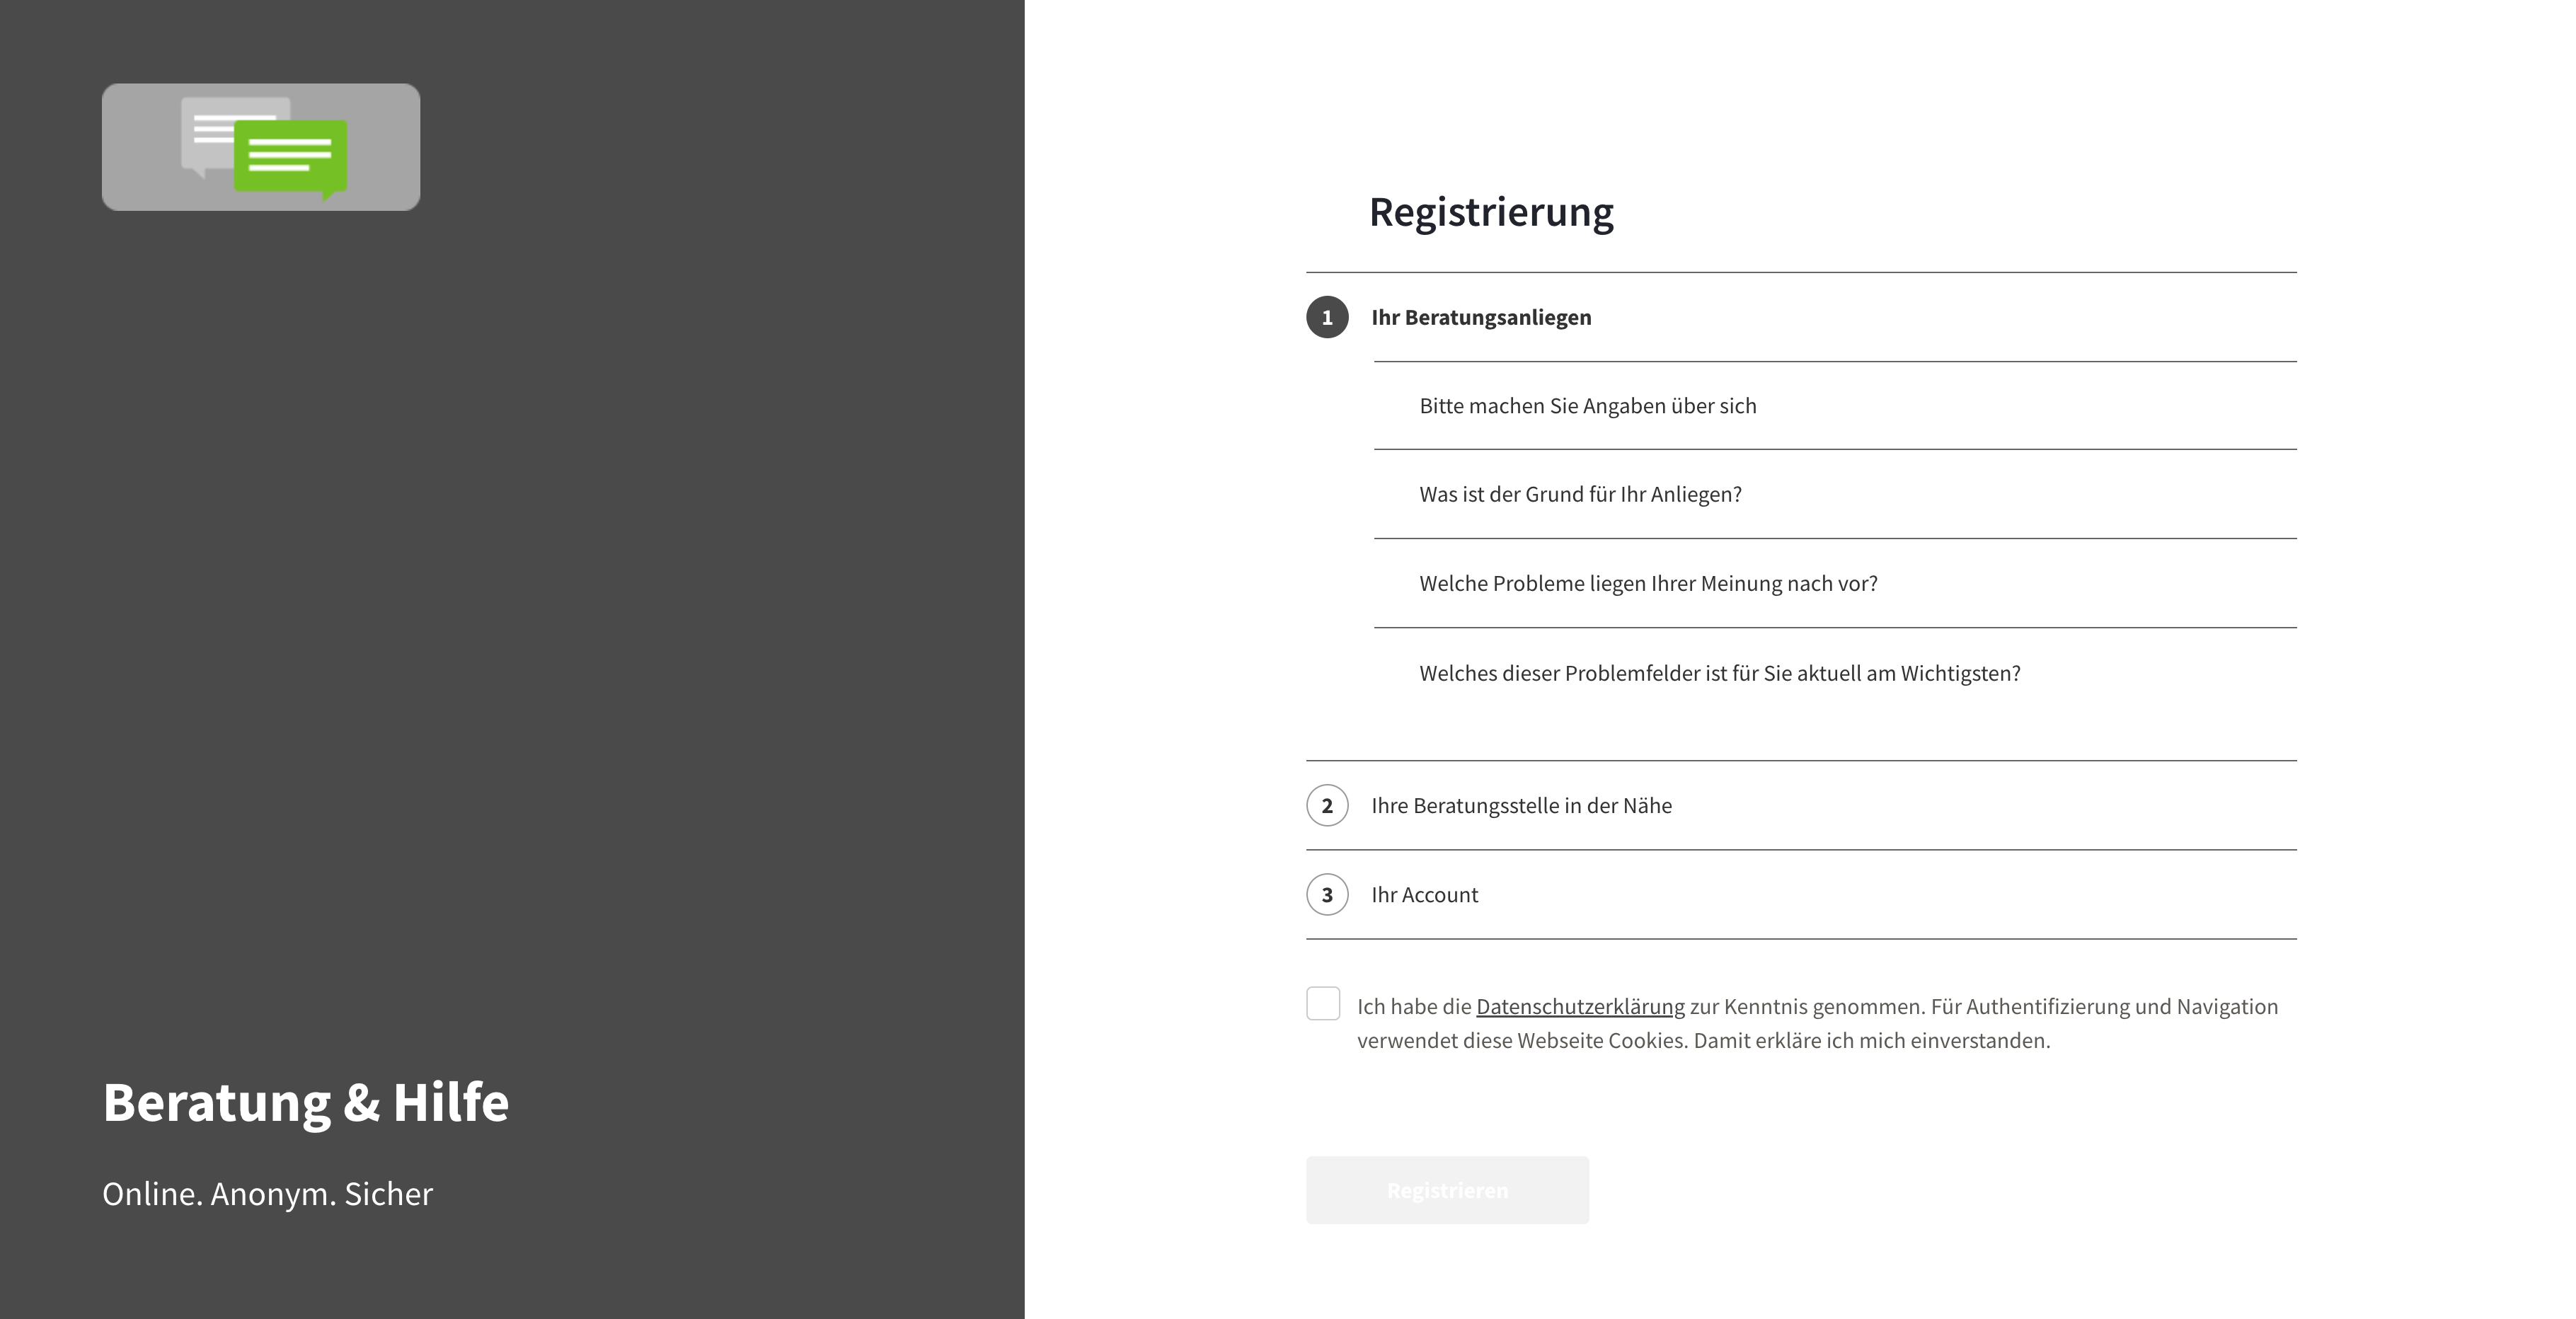 Registrierung
1 Ihr Beratungsanliegen
Bitte machen Sie Angaben über sich
Was ist der Grund für Ihr Anliegen?
Welche Probleme liegen Ihrer Meinung nach vor?
Welches dieser Problemfelder ist für Sie aktuell am Wichtigsten?
2 Ihre Beratungsstelle in der Nähe
3 Ihr Account
Ich habe die Datenschutzerklärung zur Kenntnis genommen. Für Authentifizierung und Navigation
verwendet diese Webseite Cookies. Damit erkläre ich mich einverstanden.
Registrieren
Beratung & Hilfe
Online. Anonym. Sicher